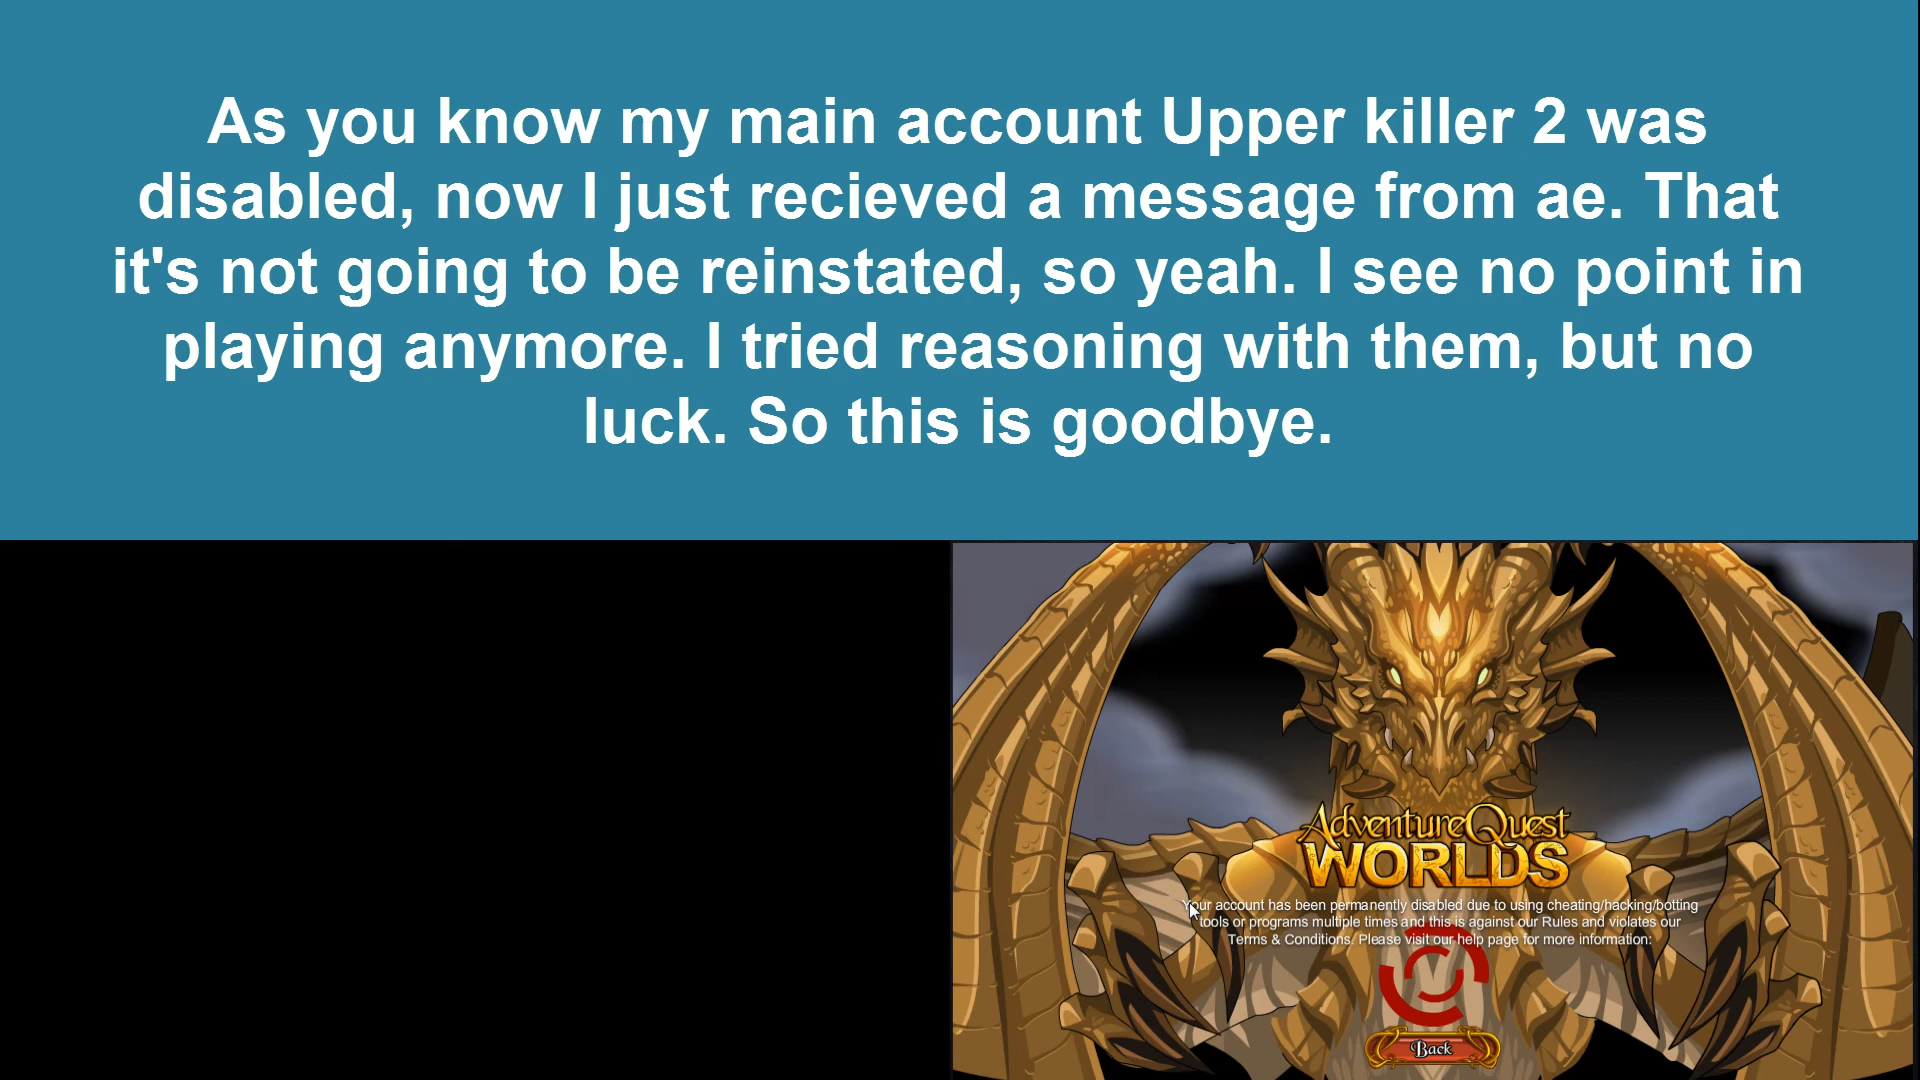 As you know my main account Upper killer 2 was
disabled, now I just recieved a message from ae. That
it's not going to be reinstated, so yeah. I see no point in
playing anymore. I tried reasoning with them, but no
luck. So this is goodbye.
AdventureQuest
WORLDS
Your account has been permanently disabled due to using cheating/hacking/botting
tools or programs multiple times and this is against our Rules and violates our
Terms & Conditions. Please visit our help page for more information:
Back